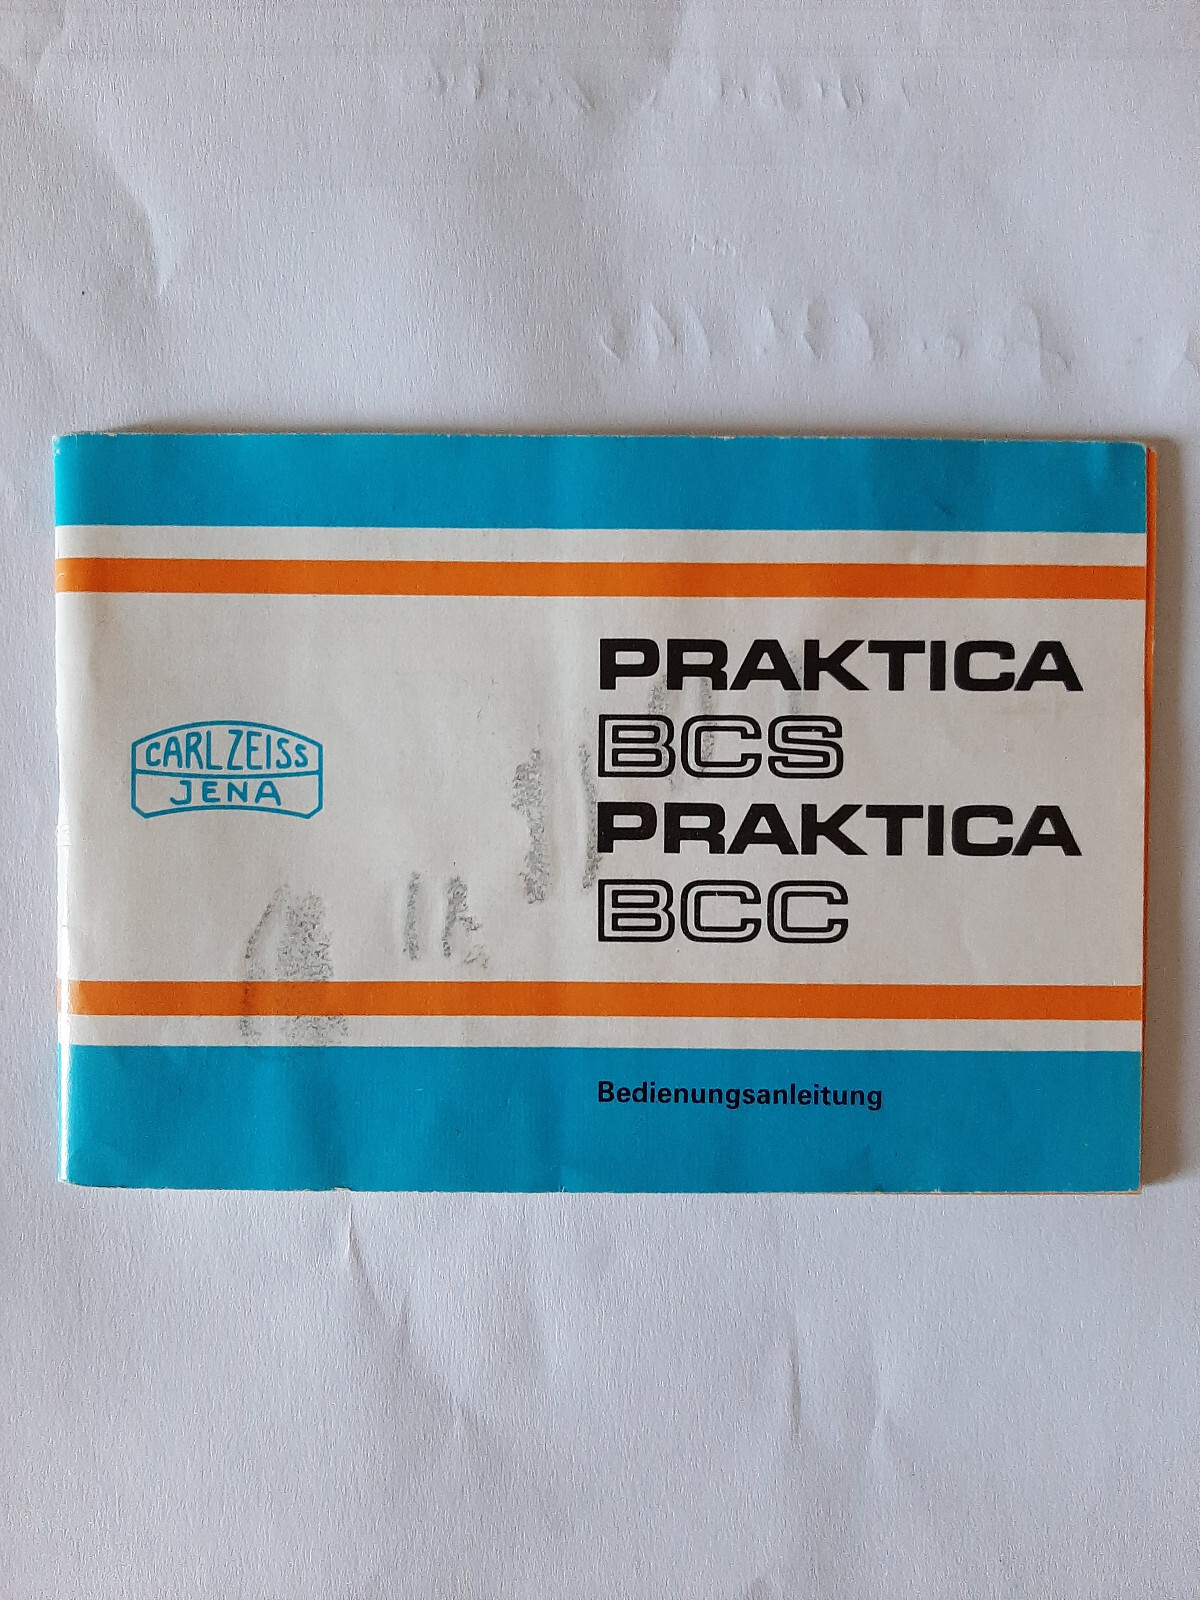 CARL ZEISS
JENA
PRAKTICA
BCS
PRAKTICA
BCC
Bedienungsanleitung